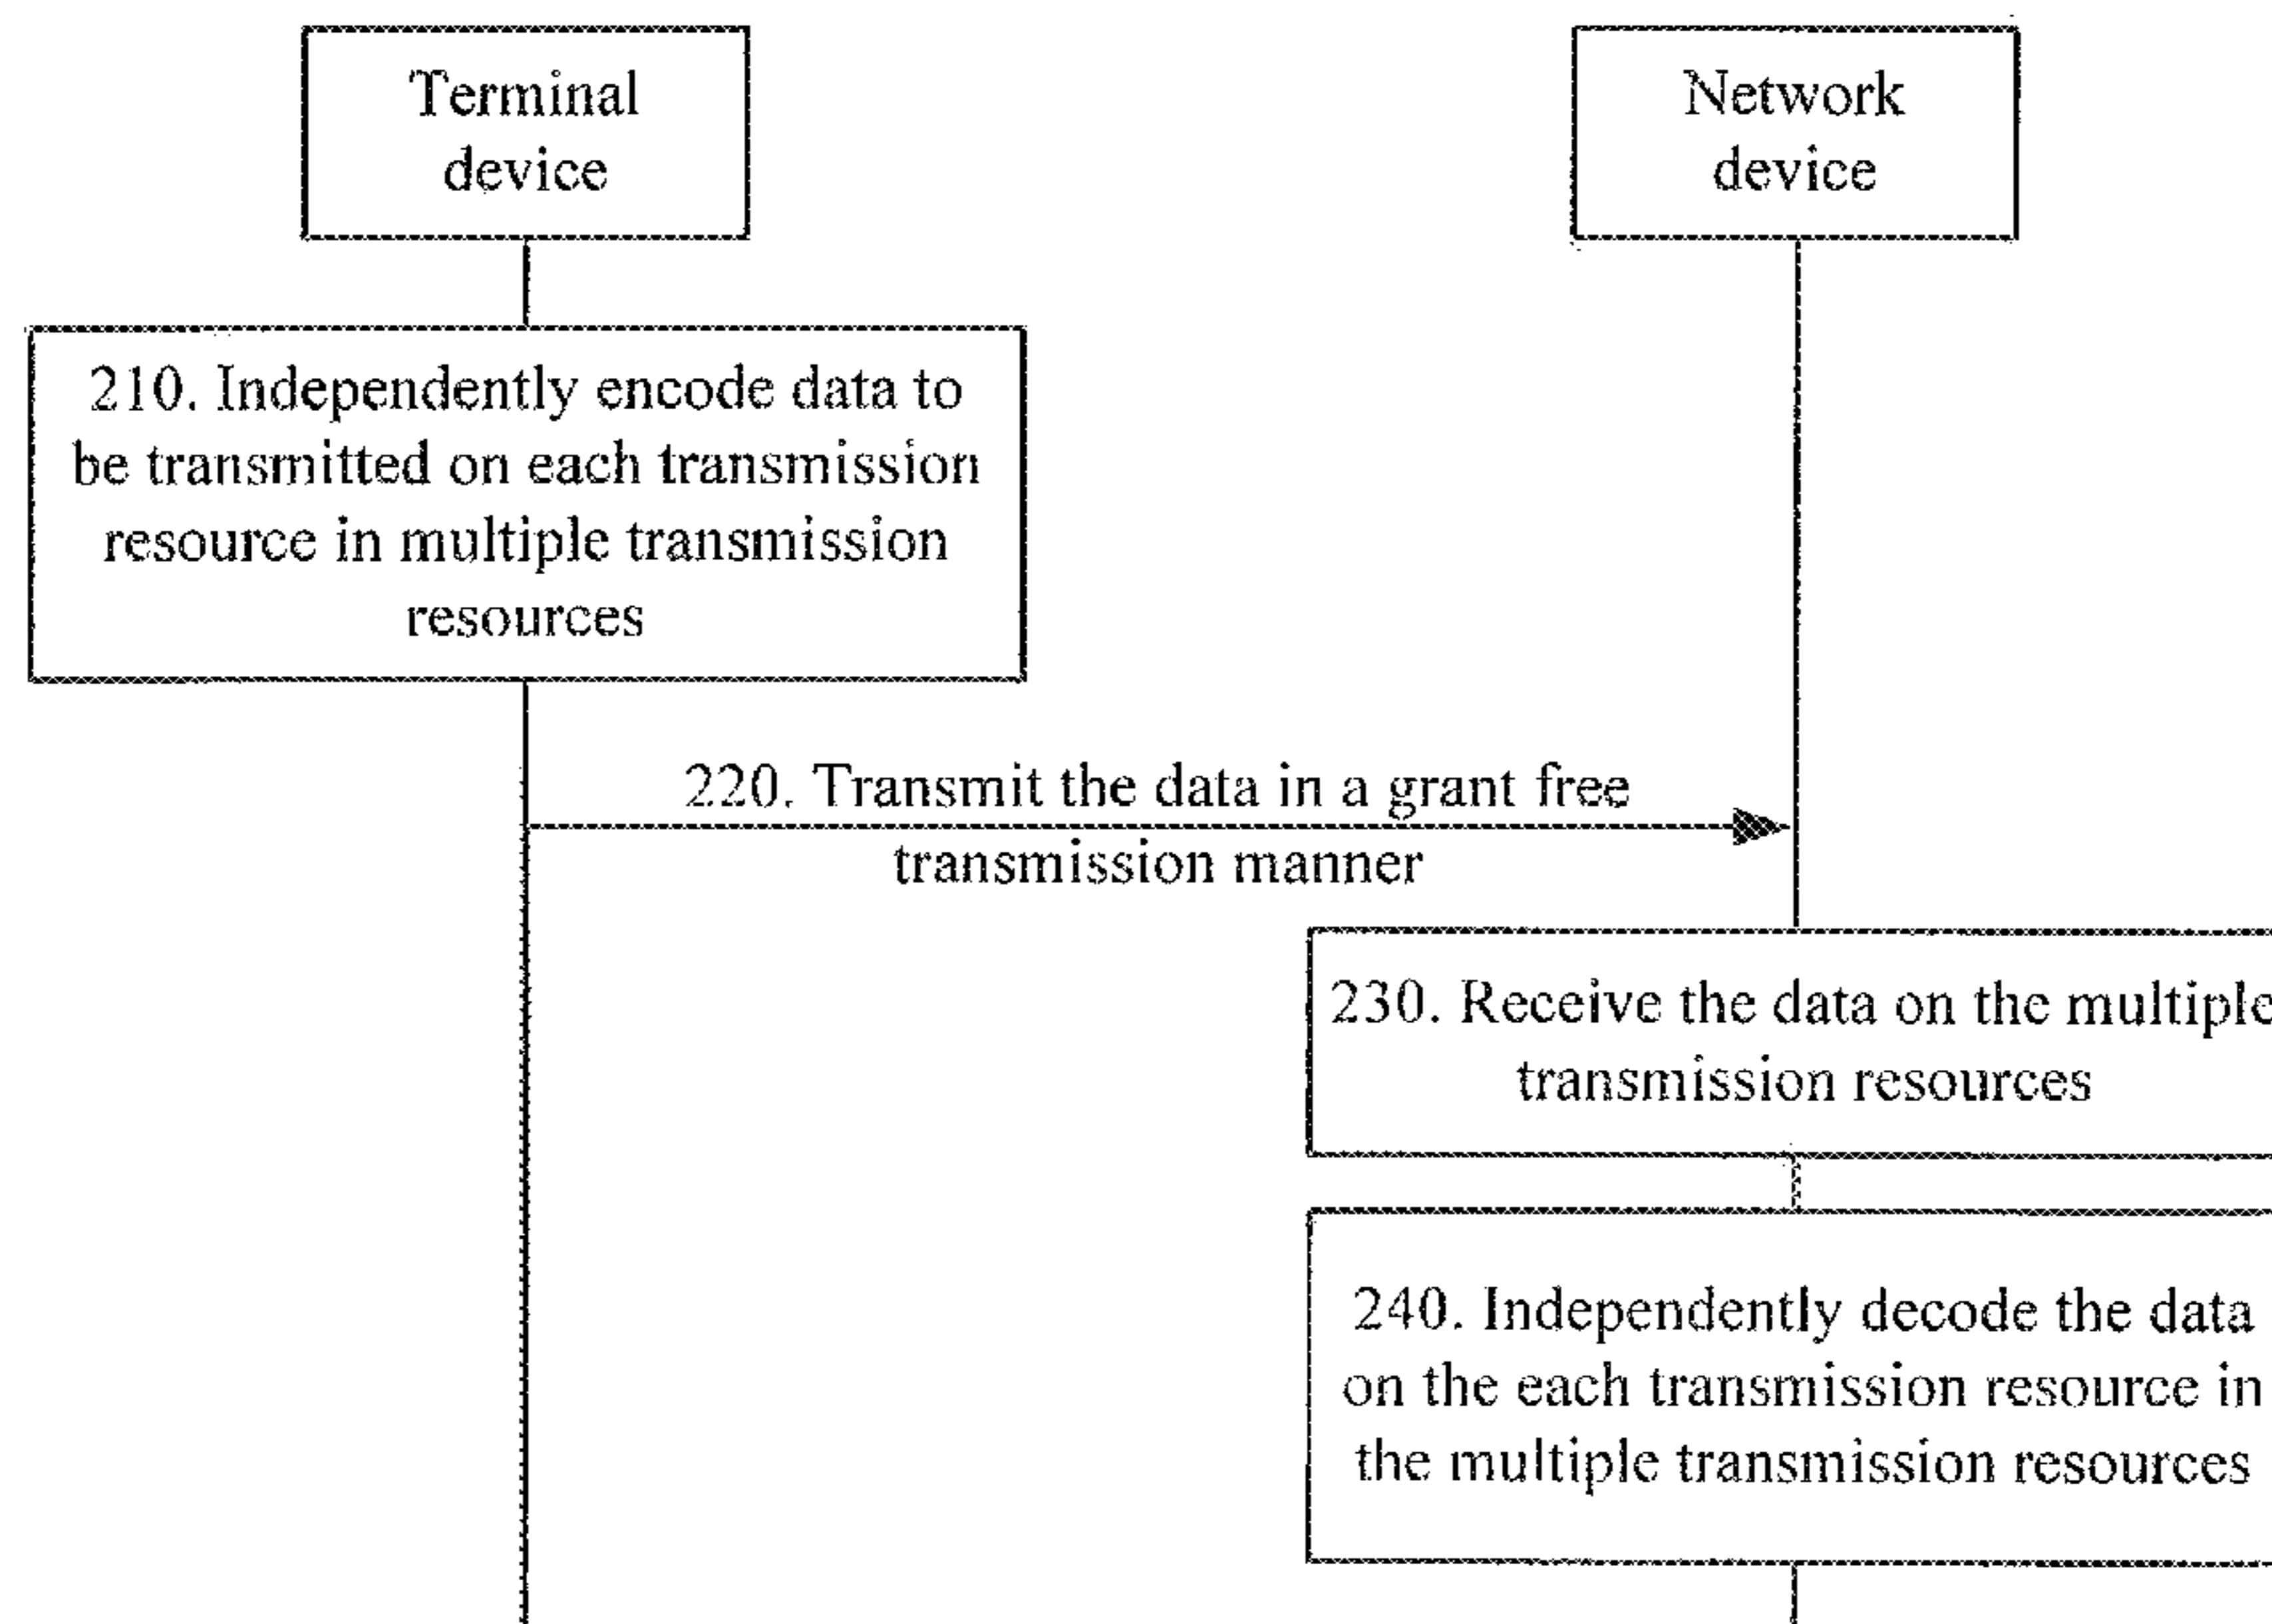 Terminal
device
Network
device
210. Independently encode data to
be transmitted on each transmission
resource in multiple transmission
resources
220. Transmit the data in a grant free
transmission manner
230. Receive the data on the multiple
transmission resources
240. Independently decode the data
on the each transmission resource in
the multiple transmission resources